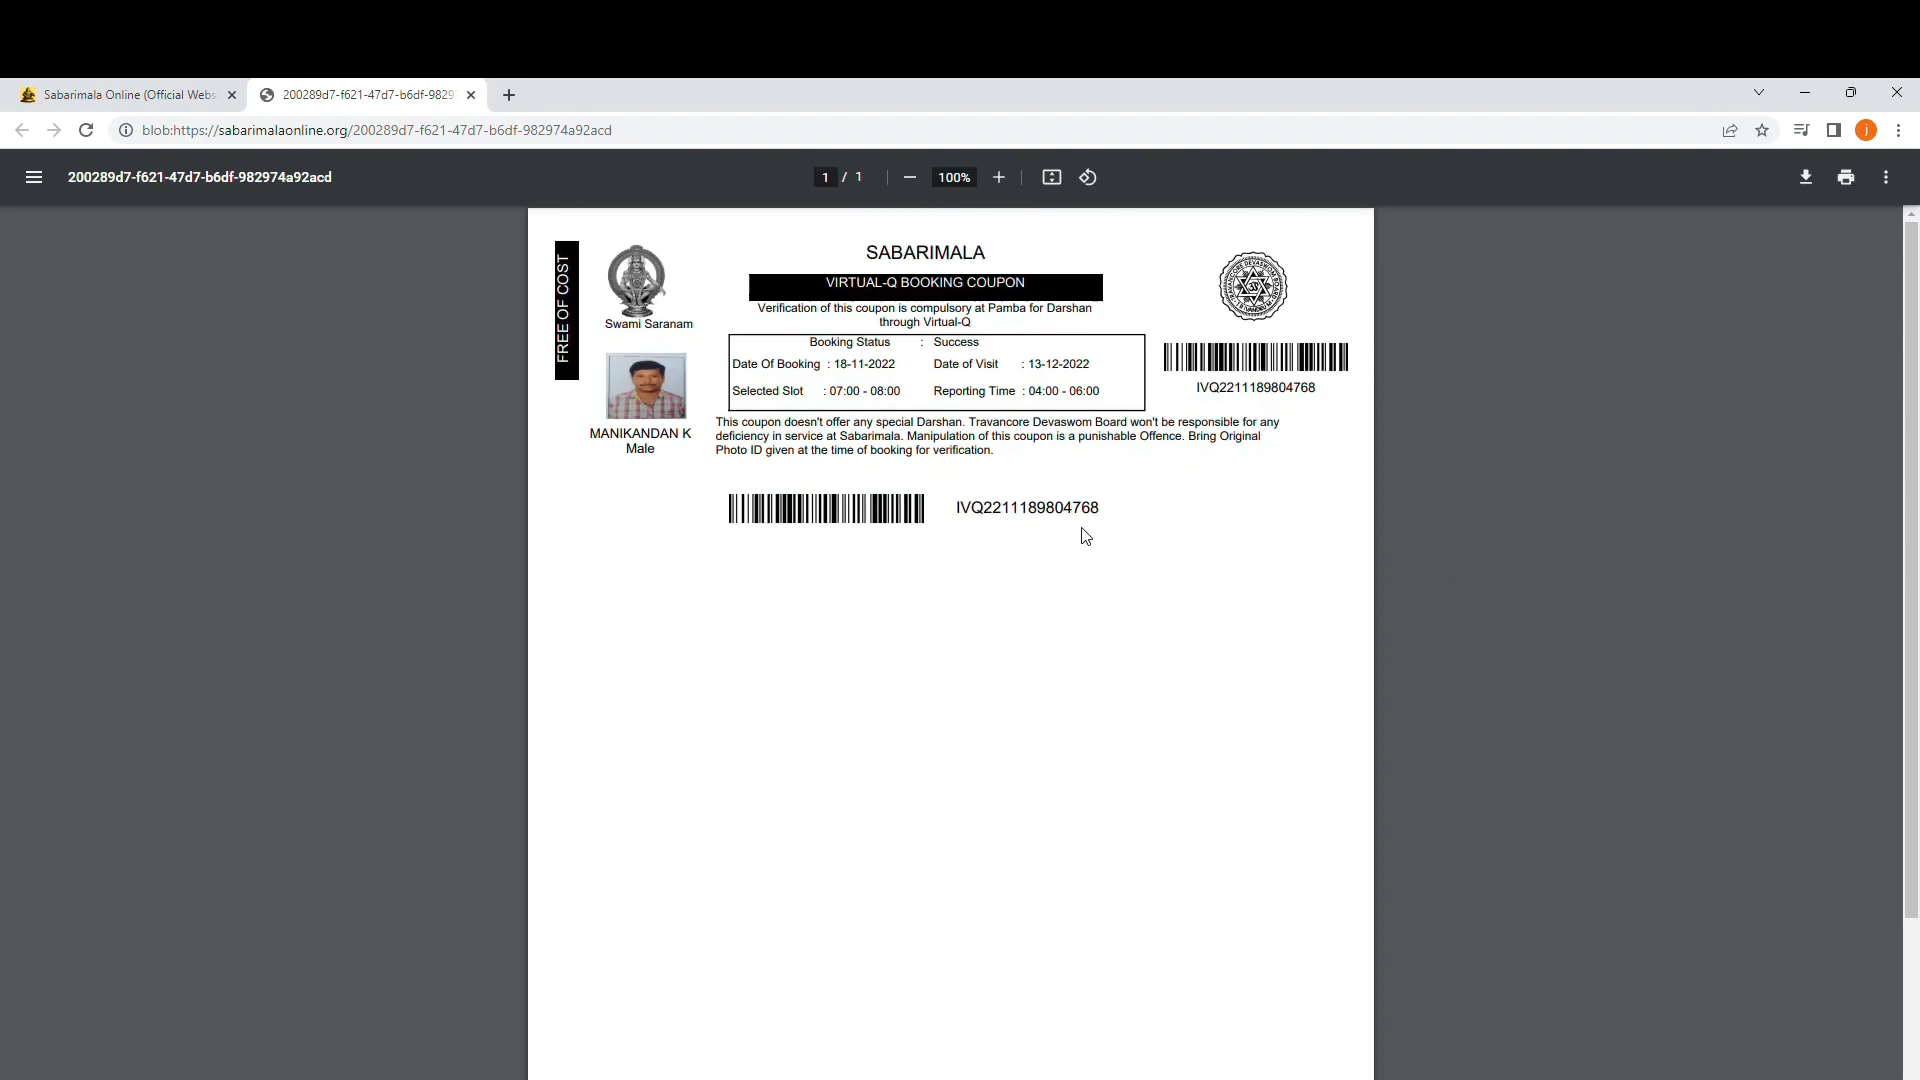 Sabarimala Online (Official Webs
200289d7-f621-47d7-b6df-9829
blob:https://sabarimalaonline.org/200289d7-f621-47d7-b6df-982974a92acd
j
200289d7-f621-47d7-b6df-982974a92acd
1 / 1
100%
FREE OF COST
Swami Saranam
MANIKANDAN K
Male
SABARIMALA
VIRTUAL-Q BOOKING COUPON
Verification of this coupon is compulsory at Pamba for Darshan
through Virtual-Q
Booking Status : Success
Date Of Booking : 18-11-2022 Date of Visit : 13-12-2022
Selected Slot : 07:00 - 08:00 Reporting Time : 04:00 - 06:00
TRAVANCORE DEVASWOM BOARD
IVQ2211189804768
This coupon doesn't offer any special Darshan. Travancore Devaswom Board won't be responsible for any
deficiency in service at Sabarimala. Manipulation of this coupon is a punishable Offence. Bring Original
Photo ID given at the time of booking for verification.
IVQ2211189804768